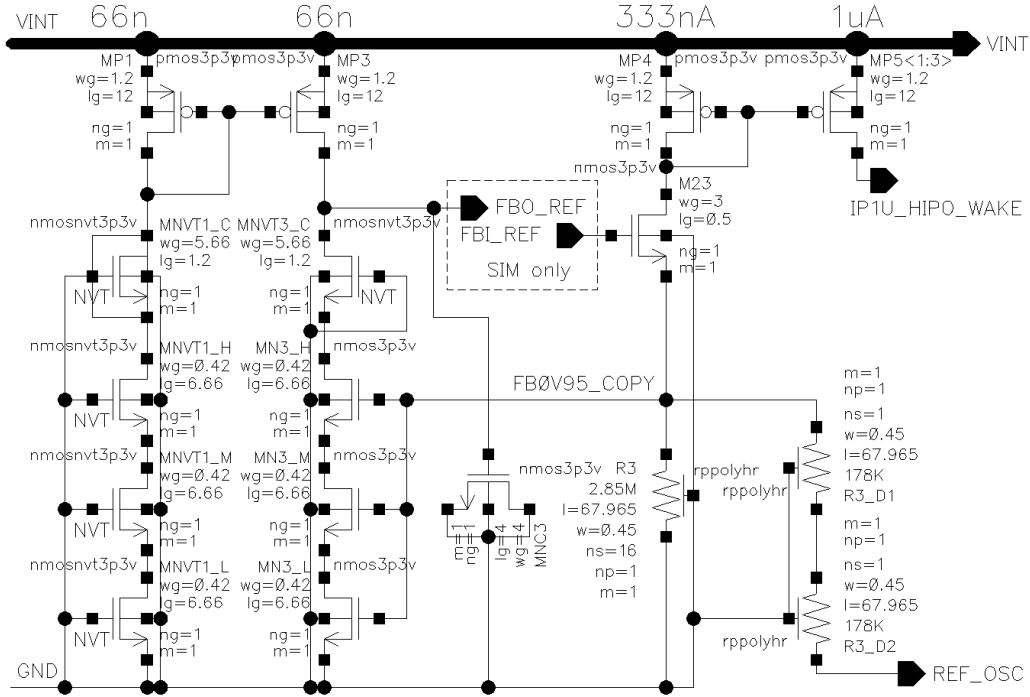 66n 66n 333nA 1uA
VINT VINT
MP1 pmos3p3v pmos3p3v MP3 MP4 pmos3p3v pmos3p3v MP5<1:3>
wg=1.2 wg=1.2 wg=1.2 wg=1.2
lg=12 lg=12 lg=12 lg=12
ng=1 ng=1 ng=1 ng=1
m=1 m=1 m=1 m=1
nmos3p3v
M23
wg=3
lg=0.5
ng=1
m=1
IP1U_HIPO_WAKE
FBO_REF
FBI_REF
SIM only
nmosnvt3p3v MNVT1_C MNVT3_C nmosnvt3p3v
wg=5.66 wg=5.66
lg=1.2 lg=1.2
NVT ng=1 ng=1 NVT
m=1 m=1
nmosnvt3p3v MNVT1_H MN3_H nmos3p3v
wg=0.42 wg=0.42
lg=6.66 lg=6.66
NVT ng=1 ng=1
m=1 m=1
nmosnvt3p3v MNVT1_M MN3_M nmos3p3v
wg=0.42 wg=0.42
lg=6.66 lg=6.66
NVT ng=1 ng=1
m=1 m=1
nmosnvt3p3v MNVT1_L MN3_L nmos3p3v
wg=0.42 wg=0.42
lg=6.66 lg=6.66
NVT ng=1 ng=1
m=1 m=1
FB0V95_COPY
nmos3p3v
m=1
ng=1
lg=4
wg=4
MNC3
R3
2.85M
l=67.965
w=0.45
ns=16
np=1
m=1
rppolyhr
rppolyhr
m=1
np=1
ns=1
w=0.45
l=67.965
178K
R3_D1
m=1
np=1
ns=1
w=0.45
l=67.965
178K
R3_D2
rppolyhr
GND
REF_OSC